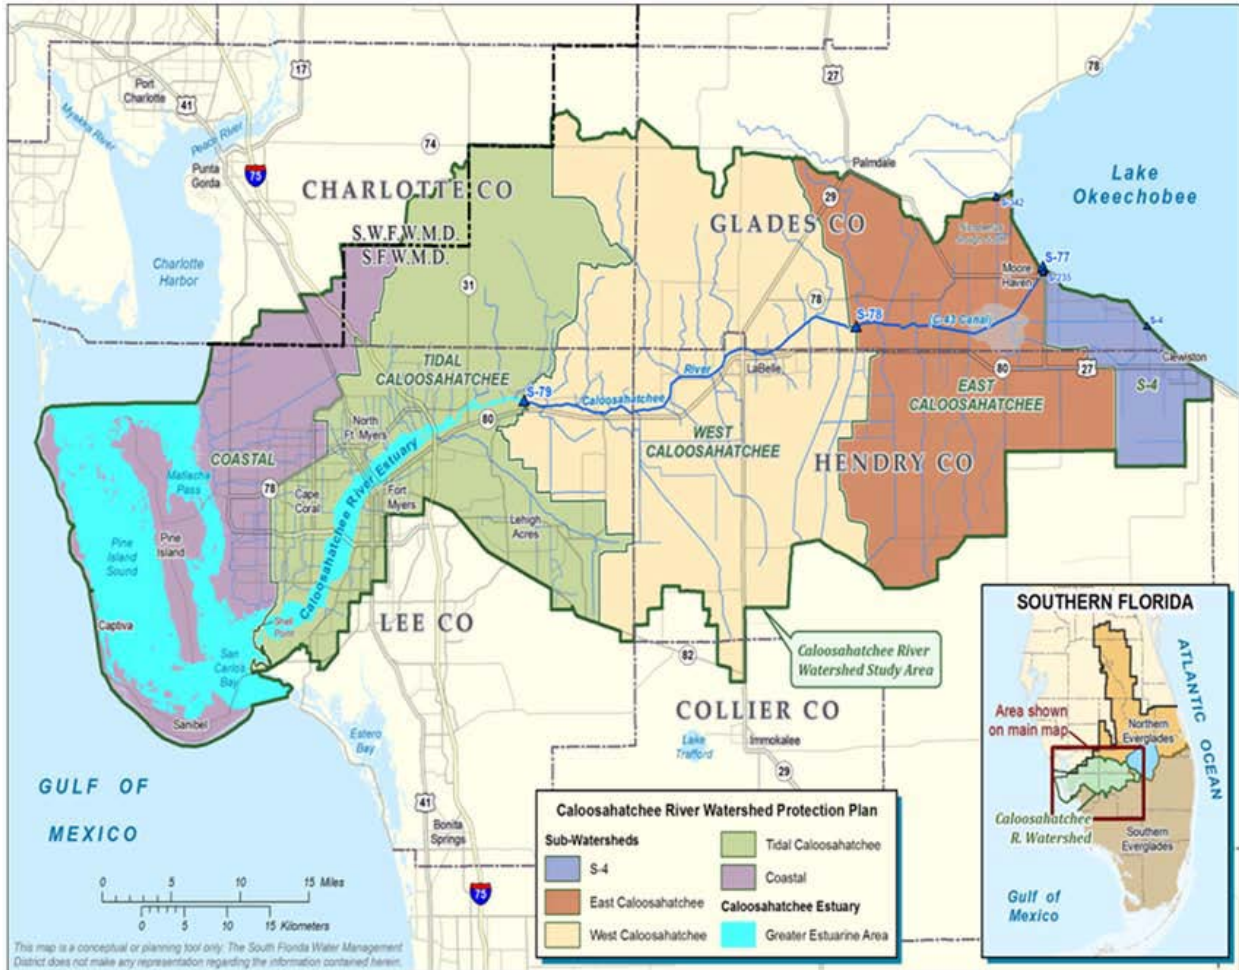 17
78
27
Port
Charlotte
41
Myakka River
Peace River
74
Punta
Gorda
75
Palmdale
Lake
Okeechobee
CHARLOTTE CO
29
S-342
GLADES CO
S.W.F.W.M.D.
S.F.W.M.D.
S-77
S-235
Moore
Haven
Charlotte
Harbor
31
78
S-78
(C-43 Canal)
S-4
Clewiston
TIDAL
CALOOSAHATCHEE
River
LaBelle
80
27
EAST
CALOOSAHATCHEE
S-4
S-79
Caloosahatchee
80
North
Ft Myers
WEST
CALOOSAHATCHEE
COASTAL
HENDRY CO
Matlacha
Pass
78
Cape
Coral
Fort
Myers
Caloosahatchee River Estuary
Lehigh
Acres
Pine
Island
Sound
Pine
Island
Captiva
Shell
Point
LEE CO
San
Carlos
Bay
82
Caloosahatchee River
Watershed Study Area
Sanibel
COLLIER CO
Estero
Bay
Lake
Trafford
Immokalee
29
GULF OF
MEXICO
41
Bonita
Springs
75
0 5 10 15 Miles
0 5 10 15 Kilometers
This map is a conceptual or planning tool only. The South Florida Water Management
District does not make any representation regarding the information contained herein.
Caloosahatchee River Watershed Protection Plan
Sub-Watersheds
S-4
East Caloosahatchee
West Caloosahatchee
Tidal Caloosahatchee
Coastal
Caloosahatchee Estuary
Greater Estuarine Area
SOUTHERN FLORIDA
ATLANTIC OCEAN
Area shown
on main map
Northern
Everglades
Caloosahatchee
R. Watershed
Southern
Everglades
Gulf of
Mexico